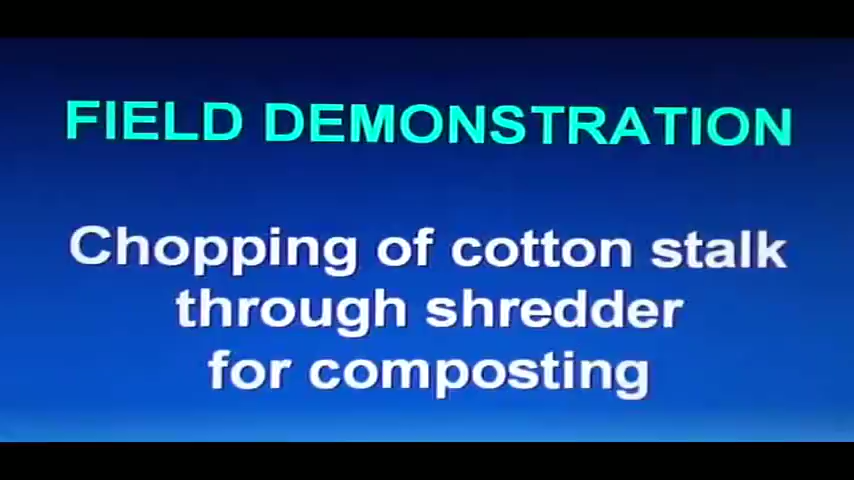 FIELD DEMONSTRATION
Chopping of cotton stalk
through shredder
for composting